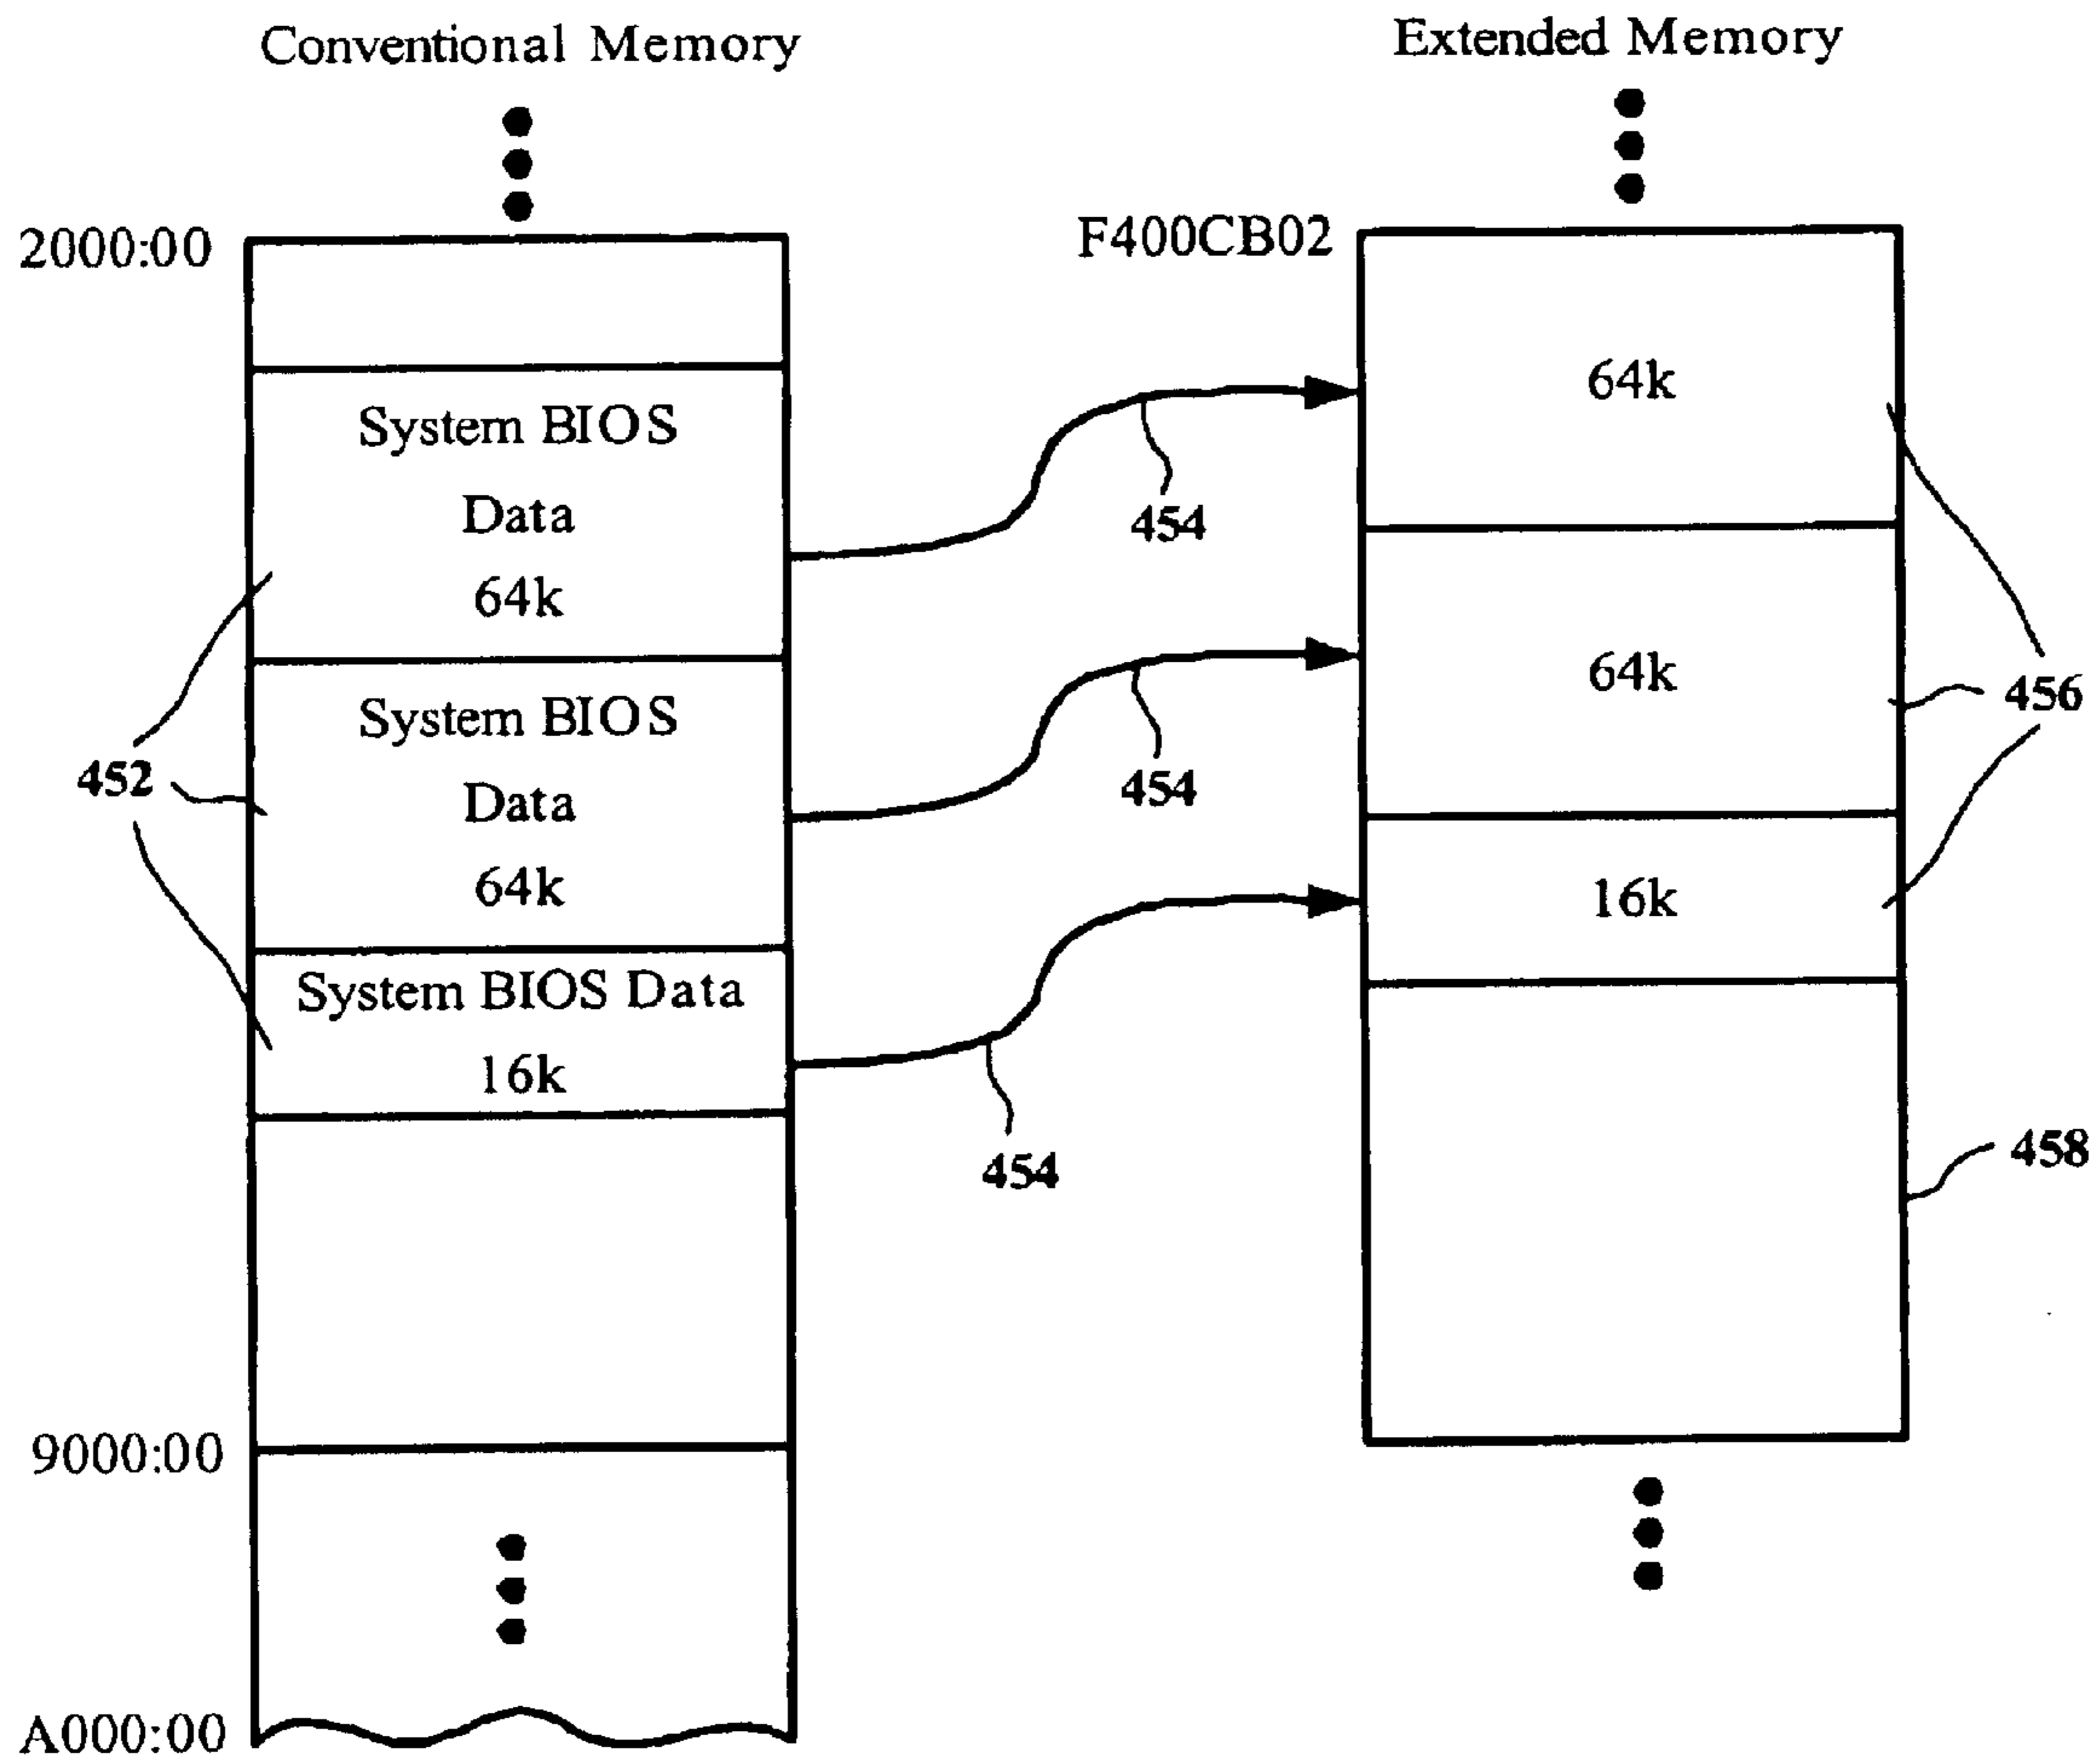 Conventional Memory
Extended Memory
2000:00
F400CB02
System BIOS
Data
64k
System BIOS
Data
64k
System BIOS Data
16k
452
454
454
454
64k
64k
16k
456
458
9000:00
A000:00